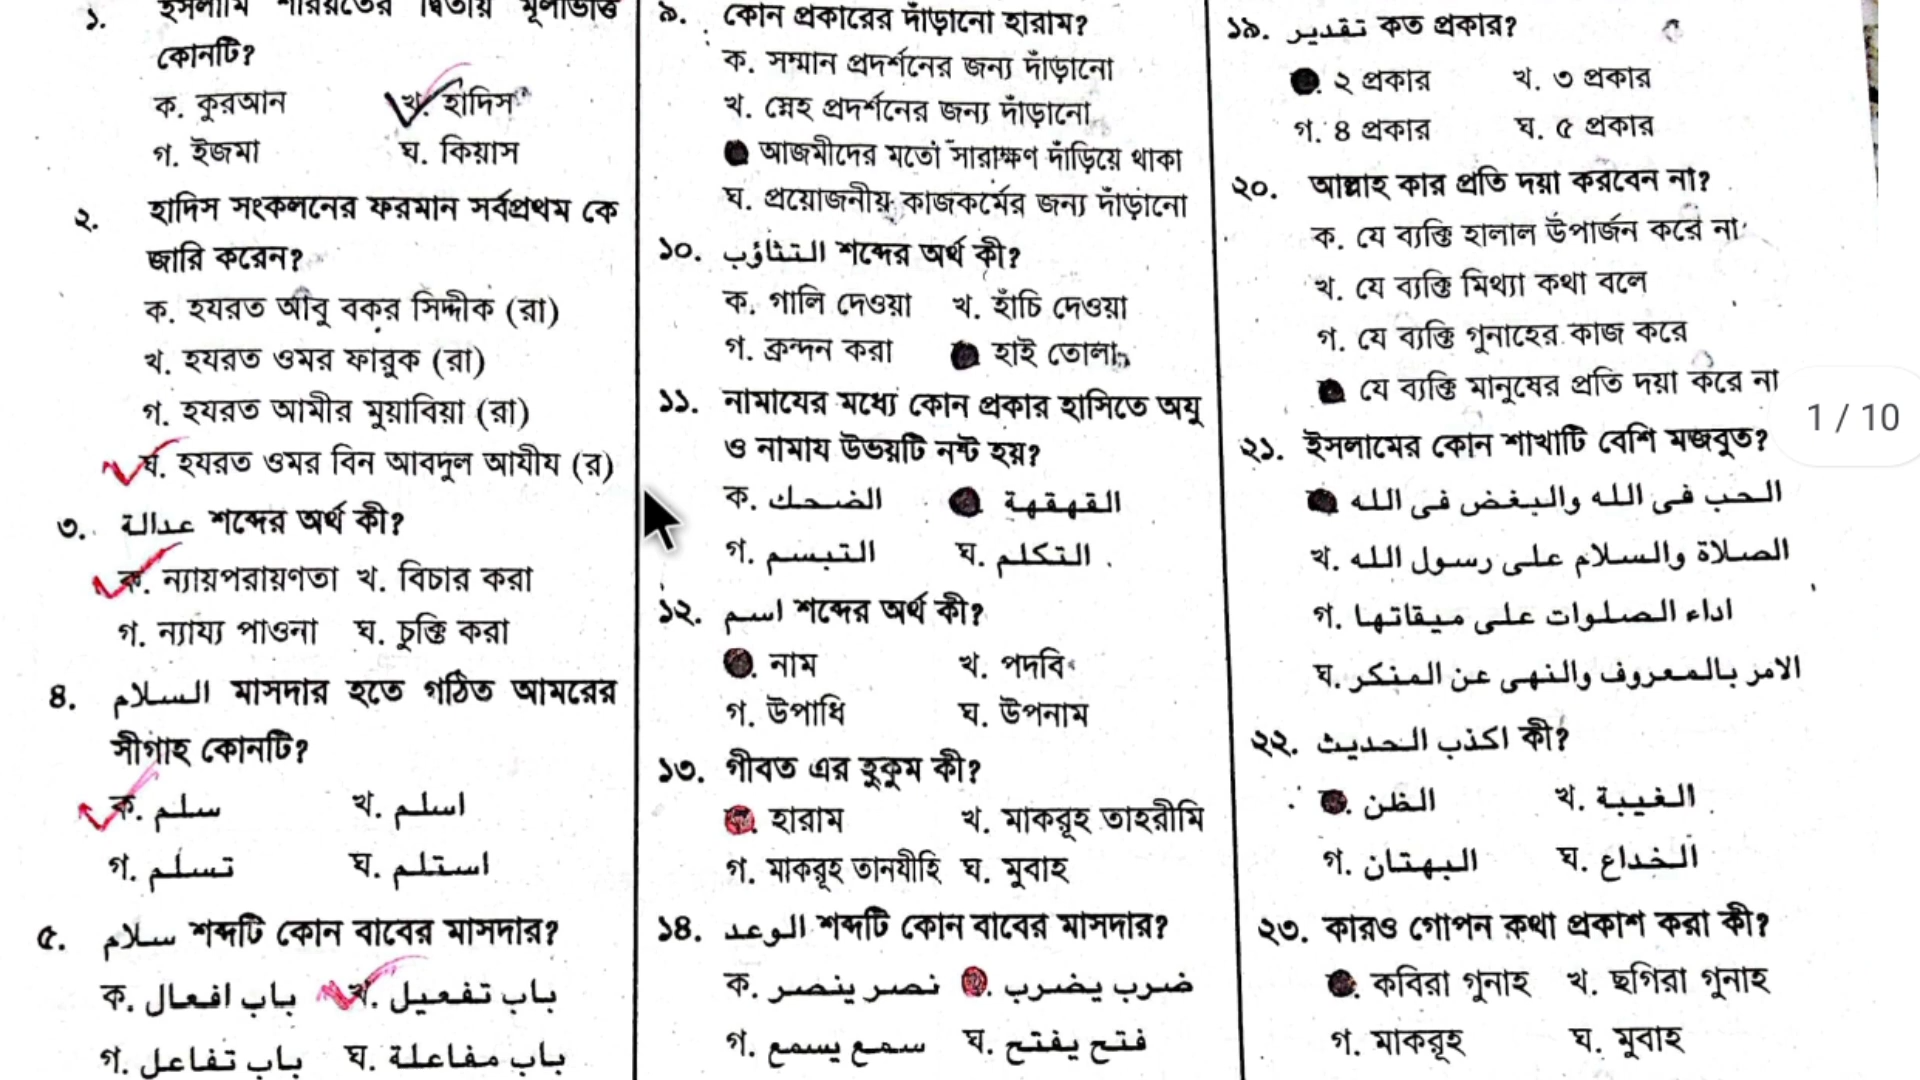 ১. ইসলামি শরিয়তের দ্বিতীয় মূলভিত্তি
কোনটি?
ক. কুরআন খ. হাদিস
গ. ইজমা ঘ. কিয়াস
২. হাদিস সংকলনের ফরমান সর্বপ্রথম কে
জারি করেন?
ক. হযরত আবু বকর সিদ্দীক (রা)
খ. হযরত ওমর ফারুক (রা)
গ. হযরত আমীর মুয়াবিয়া (রা)
ঘ. হযরত ওমর বিন আবদুল আযীয (র)
৩. عدالة শব্দের অর্থ কী?
ক. ন্যায়পরায়ণতা খ. বিচার করা
গ. ন্যায্য পাওনা ঘ. চুক্তি করা
৪. السلام মাসদার হতে গঠিত আমরের
সীগাহ কোনটি?
ক. سلم খ. اسلم
গ. تسلم ঘ. استلم
৫. سلام শব্দটি কোন বাবের মাসদার?
ক. باب افعال খ. باب تفعيل
গ. باب تفاعل ঘ. باب مفاعلة
৯. কোন প্রকারের দাঁড়ানো হারাম?
ক. সম্মান প্রদর্শনের জন্য দাঁড়ানো
খ. স্নেহ প্রদর্শনের জন্য দাঁড়ানো
আজমীদের মতো সারাক্ষণ দাঁড়িয়ে থাকা
ঘ. প্রয়োজনীয় কাজকর্মের জন্য দাঁড়ানো
১০. التثاؤب শব্দের অর্থ কী?
ক. গালি দেওয়া খ. হাঁচি দেওয়া
গ. ক্রন্দন করা হাই তোলা
১১. নামাযের মধ্যে কোন প্রকার হাসিতে অযু
ও নামায উভয়টি নষ্ট হয়?
ক. الضحك القهقهة
গ. التبسم ঘ. التكلم
১২. اسم শব্দের অর্থ কী?
নাম খ. পদবি
গ. উপাধি ঘ. উপনাম
১৩. গীবত এর হুকুম কী?
হারাম খ. মাকরূহ তাহরীমি
গ. মাকরূহ তানযীহি ঘ. মুবাহ
১৪. الوعد শব্দটি কোন বাবের মাসদার?
ক. نصر ينصر ضرب يضرب
গ. سمع يسمع ঘ. فتح يفتح
১৯. تقدير কত প্রকার?
২ প্রকার খ. ৩ প্রকার
গ. ৪ প্রকার ঘ. ৫ প্রকার
২০. আল্লাহ কার প্রতি দয়া করবেন না?
ক. যে ব্যক্তি হালাল উপার্জন করে না
খ. যে ব্যক্তি মিথ্যা কথা বলে
গ. যে ব্যক্তি গুনাহের কাজ করে
যে ব্যক্তি মানুষের প্রতি দয়া করে না
২১. ইসলামের কোন শাখাটি বেশি মজবুত?
الحب فى الله والبغض فى الله
খ. الصلاة والسلام على رسول الله
গ. اداء الصلوات على ميقاتها
ঘ. الامر بالمعروف والنهى عن المنكر
২২. اكذب الحديث কী?
الظن খ. الغيبة
গ. البهتان ঘ. الخداع
২৩. কারও গোপন কথা প্রকাশ করা কী?
কবিরা গুনাহ খ. ছগিরা গুনাহ
গ. মাকরূহ ঘ. মুবাহ
1 / 10